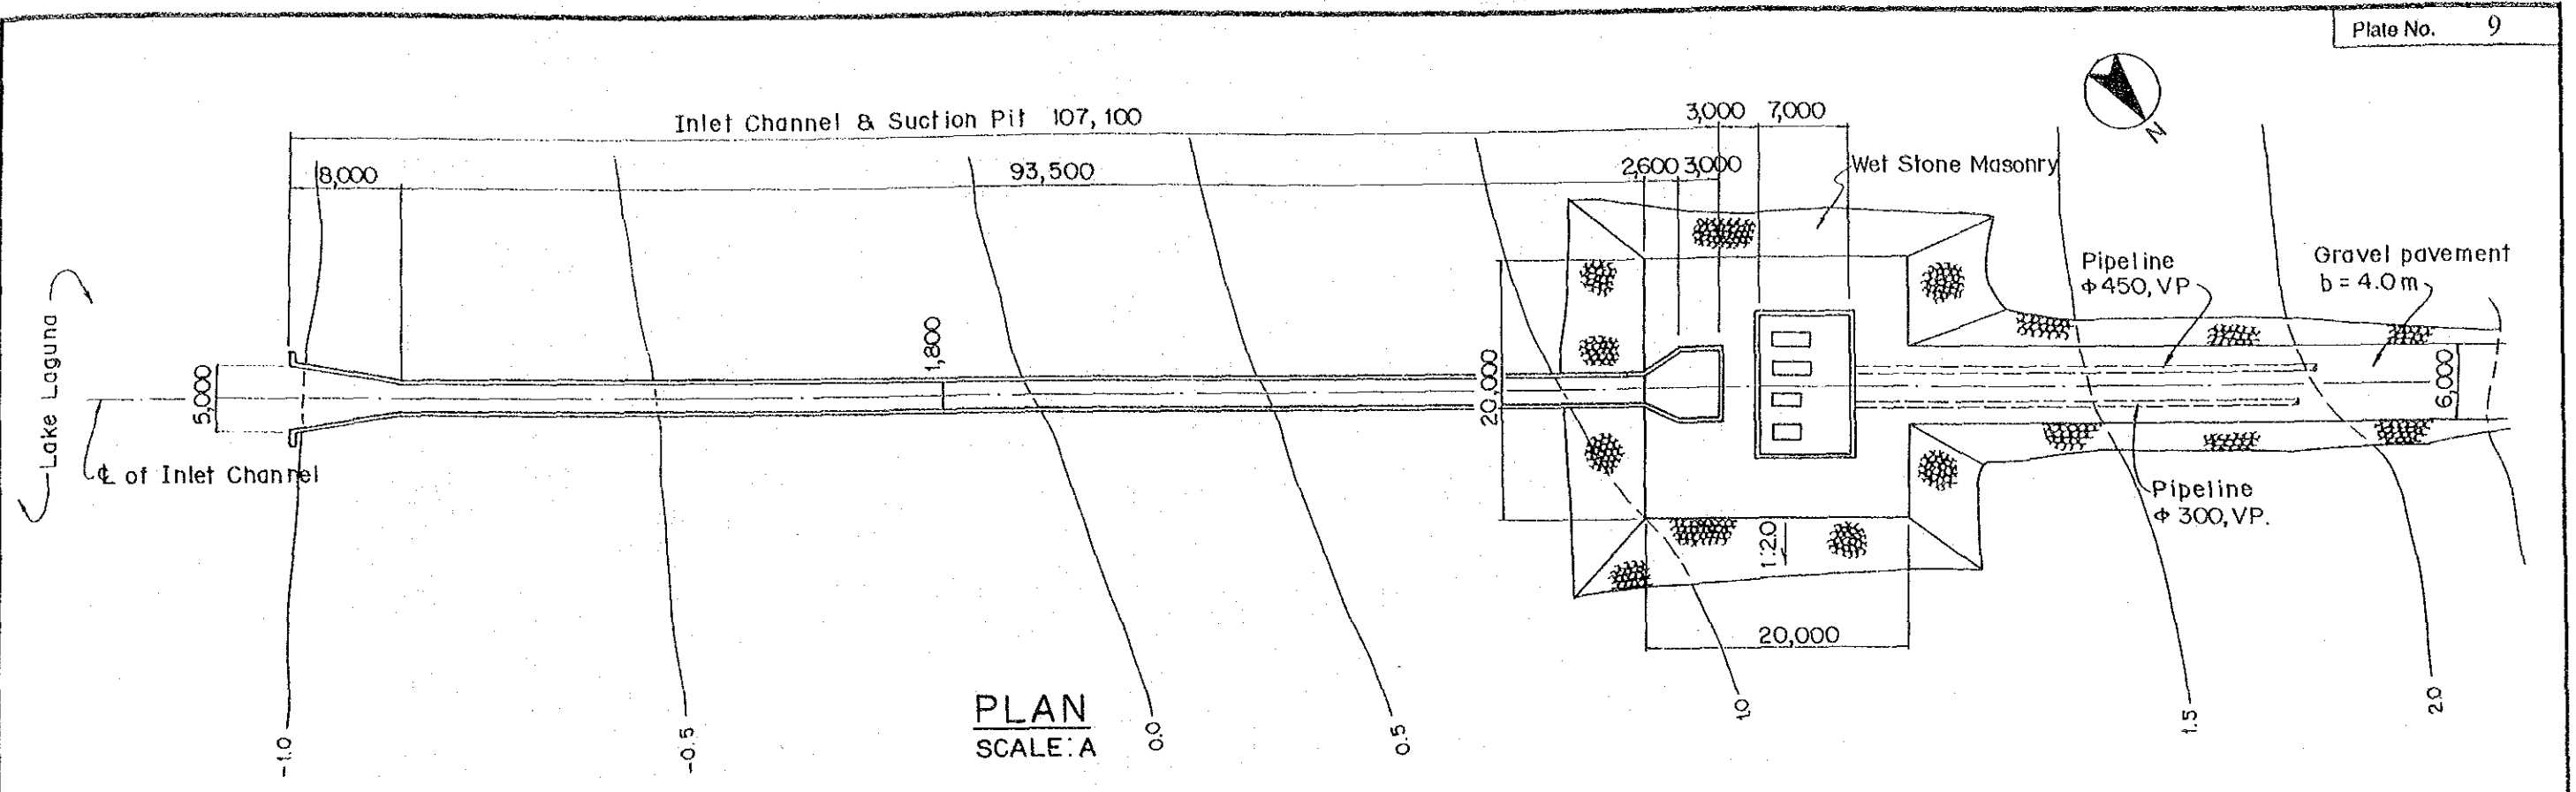 Plate No. 9
N
Inlet Channel & Suction Pit 107,100
3,000 7,000
8,000
93,500
2,600 3,000
Wet Stone Masonry
Lake Laguna
5,000
℄ of Inlet Channel
1,800
20,000
Pipeline
Φ450, VP
Gravel pavement
b = 4.0 m
6,000
Pipeline
Φ 300, VP.
1:2.0
20,000
PLAN
SCALE: A
-1.0
-0.5
0.0
0.5
1.0
1.5
2.0